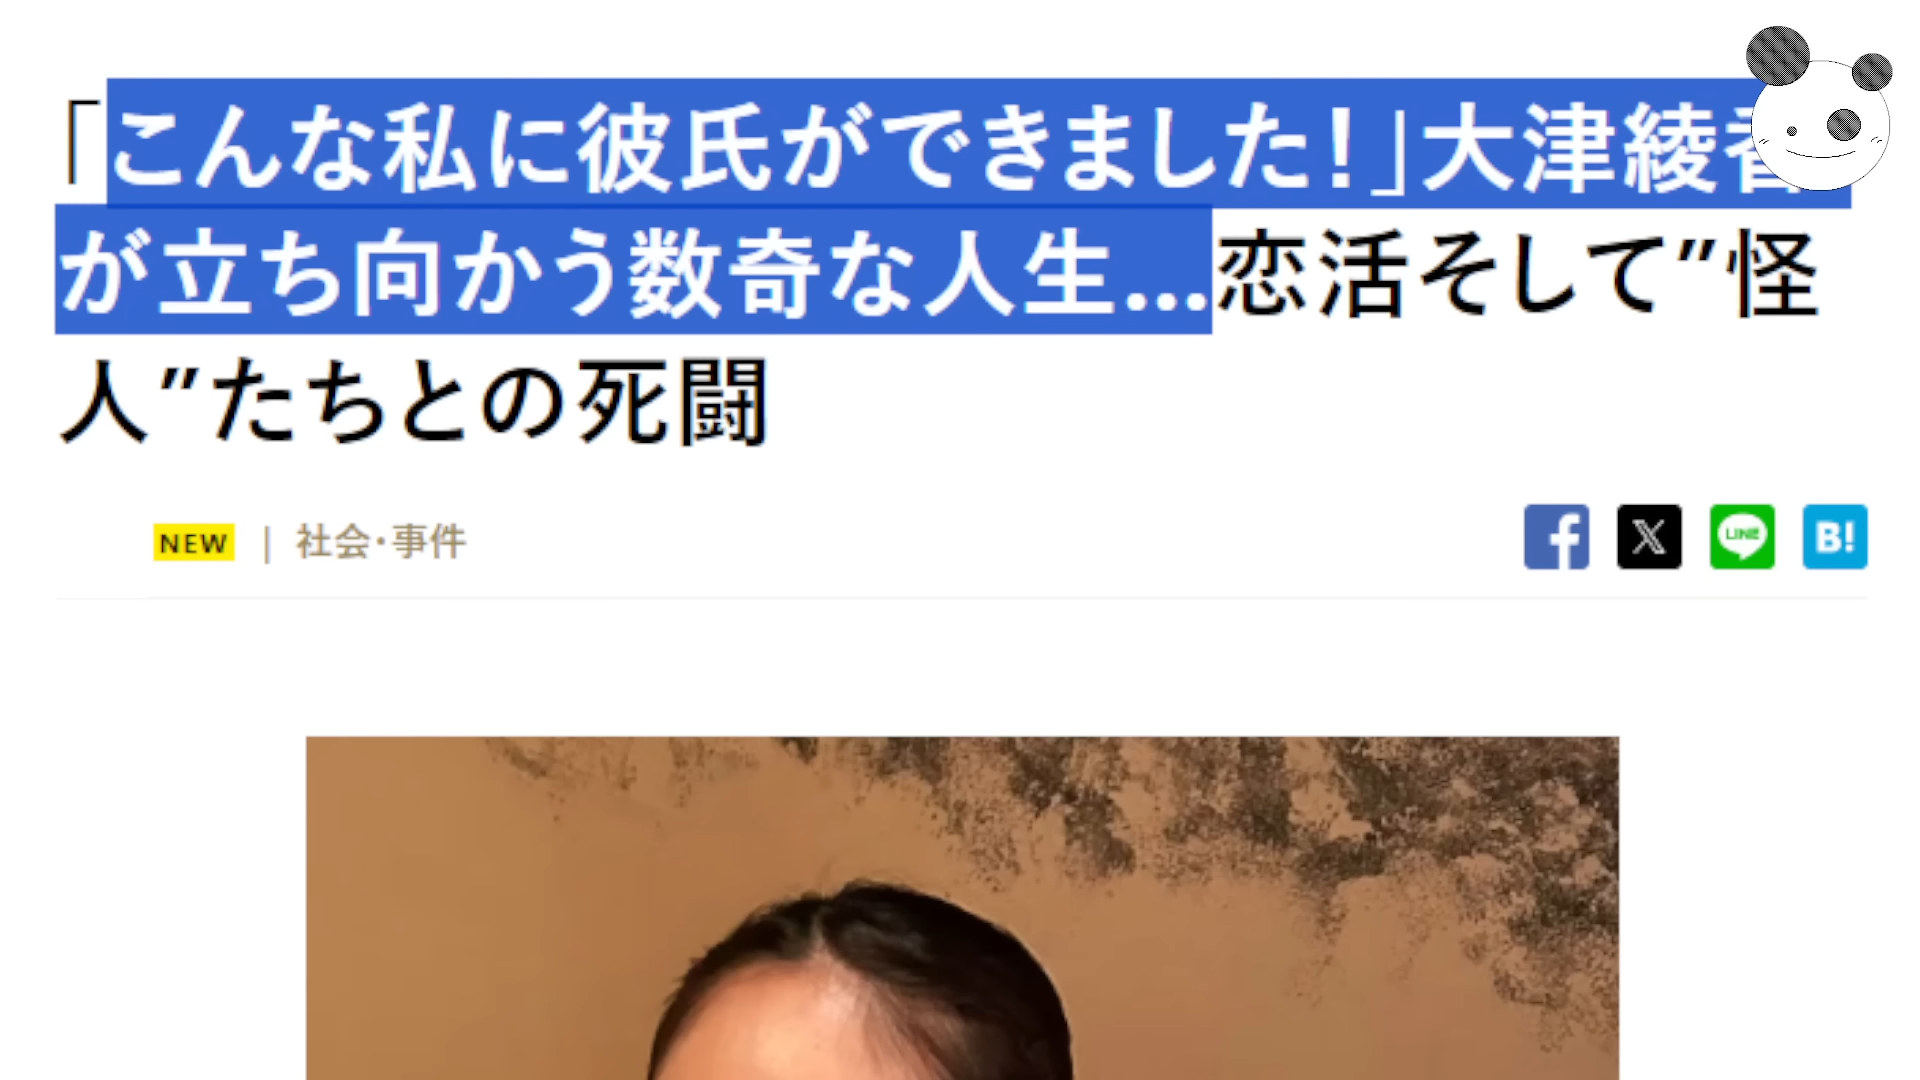 「こんな私に彼氏ができました！」大津綾香
が立ち向かう数奇な人生…恋活そして”怪
人”たちとの死闘
NEW | 社会・事件
LINE
B!